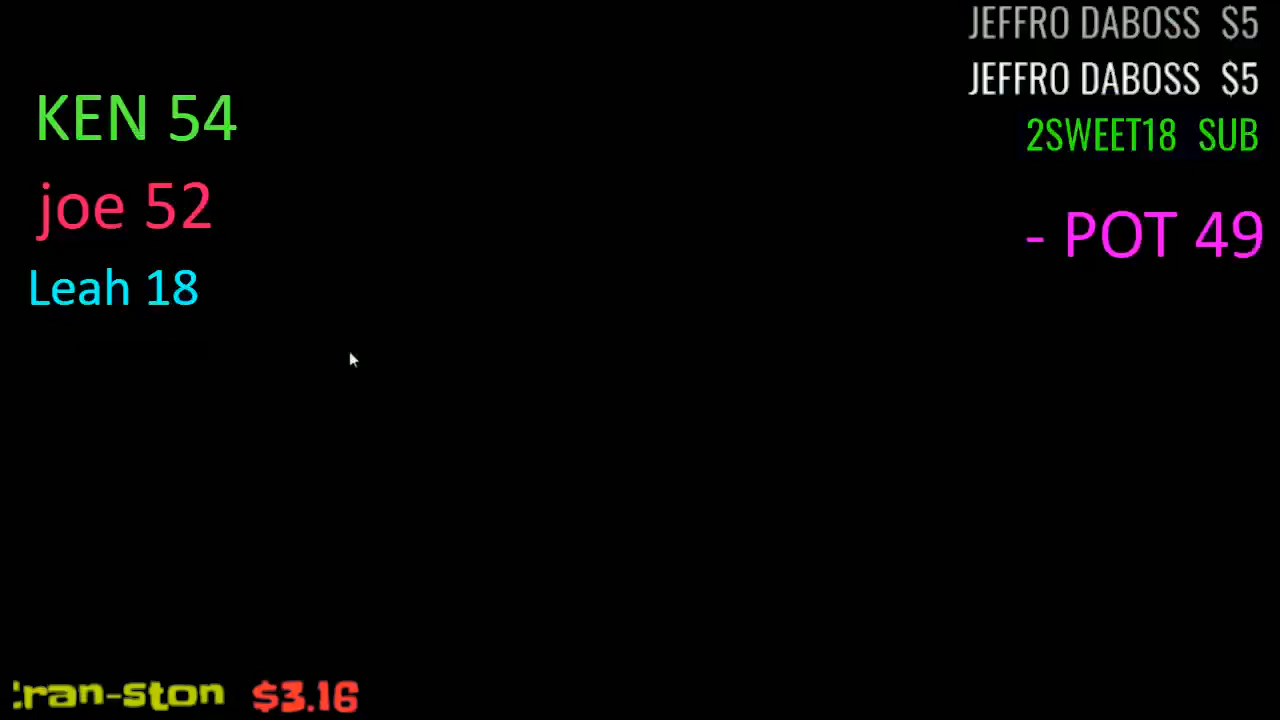 JEFFRO DABOSS $5
JEFFRO DABOSS $5
2SWEET18 SUB
KEN 54
joe 52
Leah 18
- POT 49
ran-ston $3.16